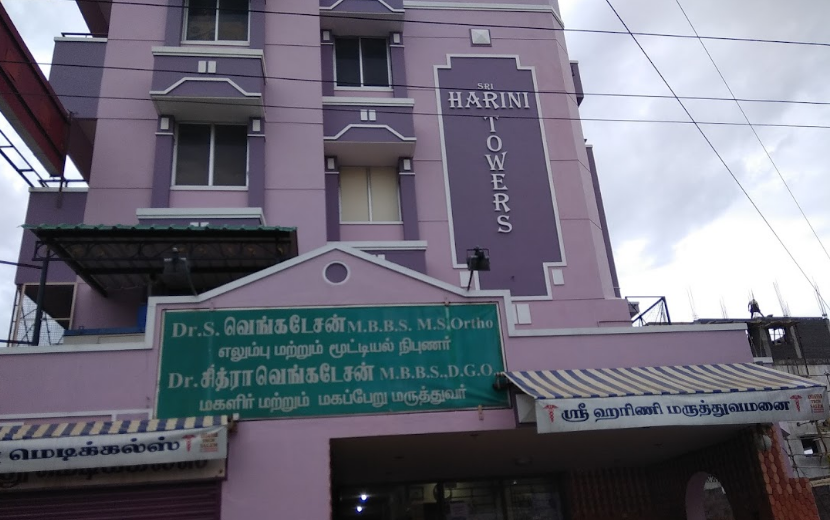 SRI
HARINI
TOWERS
Dr.S. வெங்கடேசன் M.B.B.S. M.S,Ortho
எலும்பு மற்றும் மூட்டியல் நிபுணர்
Dr. சித்ரா வெங்கடேசன் M.B.B.S.,D.G.O.,
மகளிர் மற்றும் மகப்பேறு மருத்துவர்
ஸ்ரீ ஹரிணி மருத்துவமனை
மெடிக்கல்ஸ்